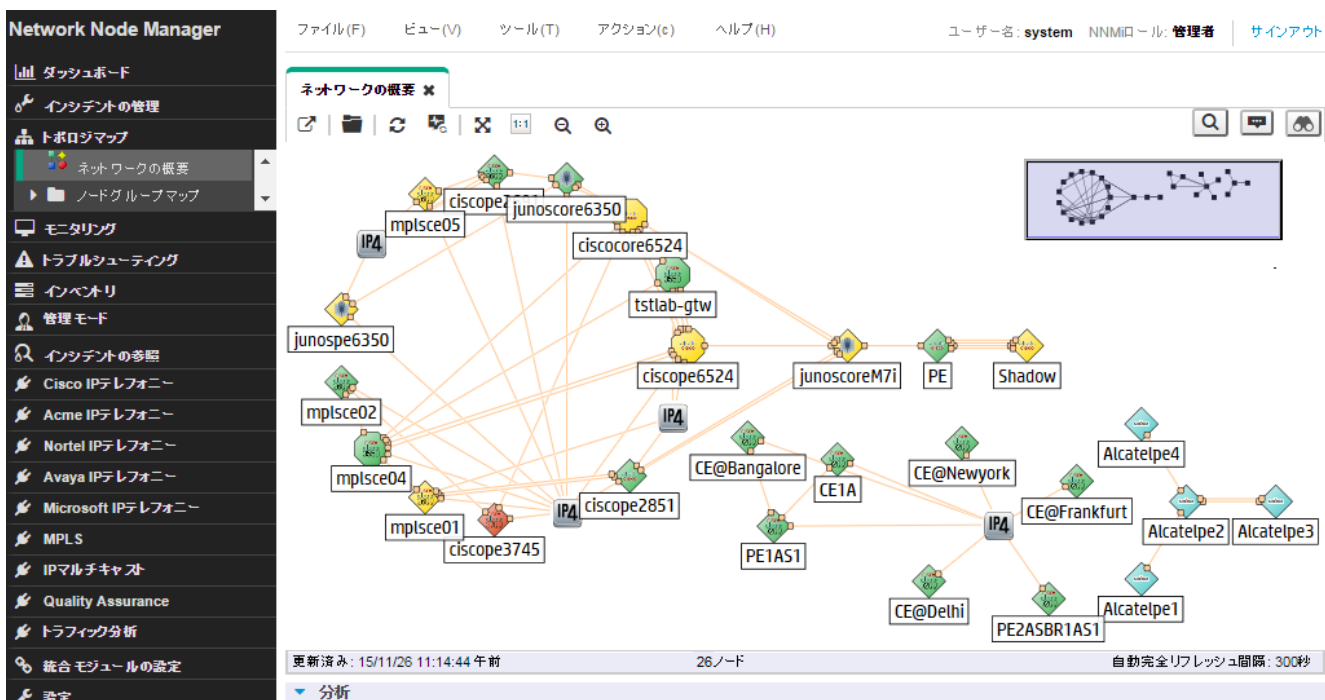 Network Node Manager
ファイル(F) ビュー(V) ツール(T) アクション(c) ヘルプ(H)
ユーザー名: system NNMiロール: 管理者 サインアウト
ダッシュボード
インシデントの管理
トポロジマップ
ネットワークの概要
ノードグループマップ
モニタリング
トラブルシューティング
インベントリ
管理モード
インシデントの参照
Cisco IPテレフォニー
Acme IPテレフォニー
Nortel IPテレフォニー
Avaya IPテレフォニー
Microsoft IPテレフォニー
MPLS
IPマルチキャスト
Quality Assurance
トラフィック分析
統合モジュールの設定
設定
ネットワークの概要
1:1
junoscore6350
mplsce05
IP4
ciscocore6524
tstlab-gtw
junospe6350
ciscope6524
junoscoreM7i
PE
Shadow
mplsce02
IP4
mplsce04
CE@Bangalore
CE1A
CE@Newyork
Alcatelpe4
mplsce01
IP4
ciscope2851
CE@Frankfurt
IP4
ciscope3745
PE1AS1
Alcatelpe2
Alcatelpe3
CE@Delhi
Alcatelpe1
PE2ASBR1AS1
更新済み: 15/11/26 11:14:44 午前
26ノード
自動完全リフレッシュ間隔: 300秒
分析